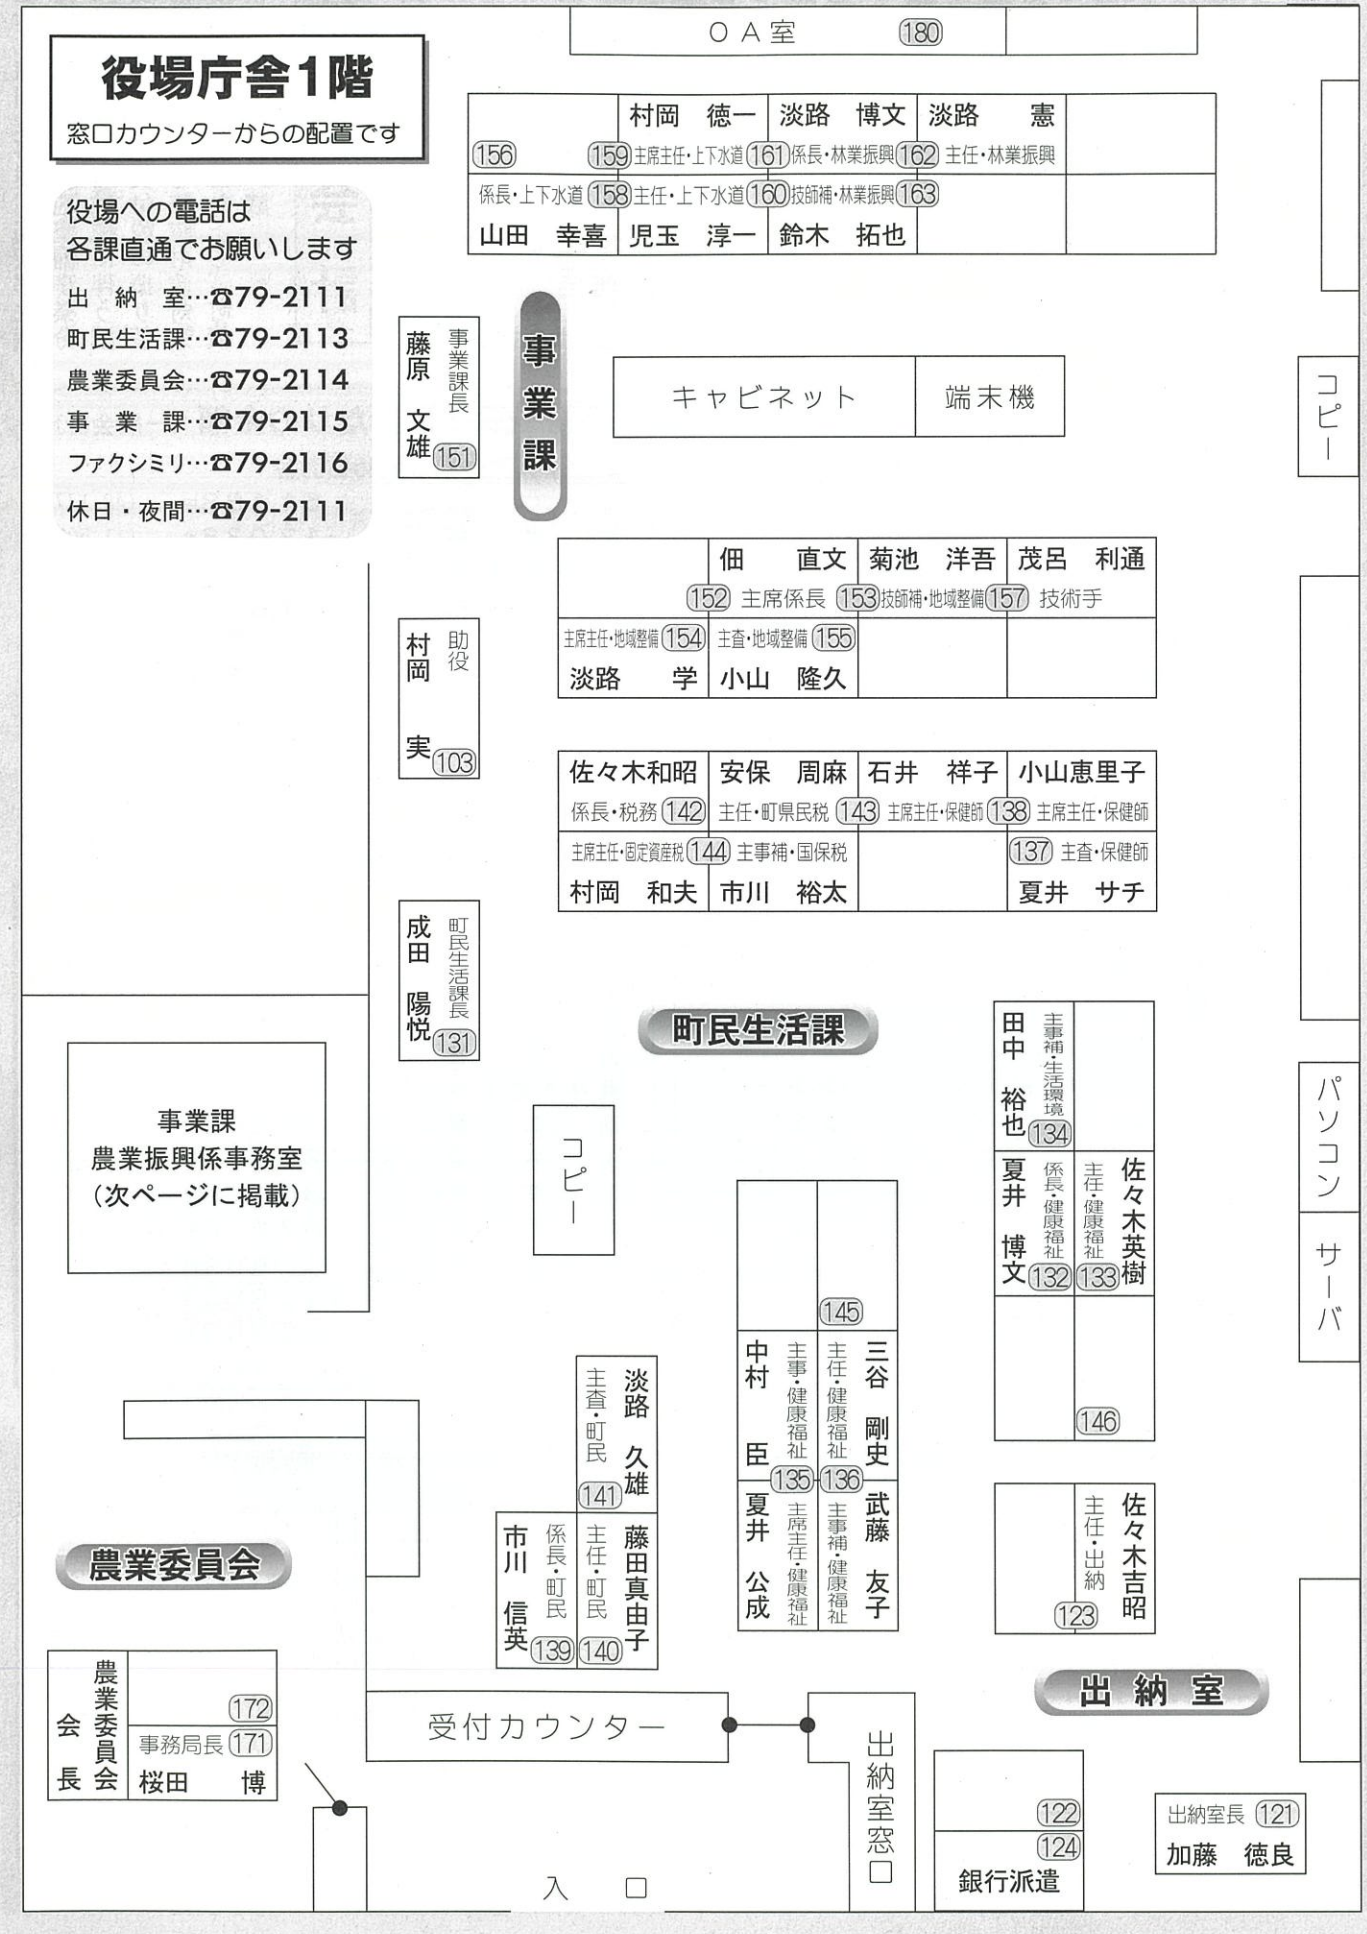 役場庁舎1階
窓口カウンターからの配置です
役場への電話は
各課直通でお願いします
出納室…☎79-2111
町民生活課…☎79-2113
農業委員会…☎79-2114
事業課…☎79-2115
ファクシミリ…☎79-2116
休日・夜間…☎79-2111
OA室 180
村岡 徳一 淡路 博文 淡路 憲
156 159 主席主任・上下水道 161 係長・林業振興 162 主任・林業振興
係長・上下水道 158 主任・上下水道 160 技師補・林業振興 163
山田 幸喜 児玉 淳一 鈴木 拓也
事業課
事業課長
藤原 文雄 151
キャビネット 端末機
コピー
佃 直文 菊池 洋吾 茂呂 利通
152 主席係長 153 技師補・地域整備 157 技術手
主席主任・地域整備 154 主査・地域整備 155
淡路 学 小山 隆久
助役
村岡 実 103
佐々木和昭 安保 周麻 石井 祥子 小山恵里子
係長・税務 142 主任・町県民税 143 主席主任・保健師 138 主席主任・保健師
主席主任・固定資産税 144 主事補・国保税 137 主査・保健師
村岡 和夫 市川 裕太 夏井 サチ
町民生活課長
成田 陽悦 131
町民生活課
事業課
農業振興係事務室
(次ページに掲載)
コピー
主事補・生活環境
田中 裕也 134
係長・健康福祉
夏井 博文 132
佐々木英樹
主任・健康福祉 133
146
パソコン
サーバ
145
主事・健康福祉
中村 臣 135
三谷 剛史
主任・健康福祉 136
主席主任・健康福祉
夏井 公成
武藤 友子
主事補・健康福祉
淡路 久雄
主査・町民 141
係長・町民
市川 信英 139
藤田真由子
主任・町民 140
佐々木吉昭
主任・出納 123
農業委員会
農業委員会
会長
172
事務局長 171
桜田 博
受付カウンター
出納室窓口
出納室
122
124
銀行派遣
出納室長 121
加藤 徳良
入口